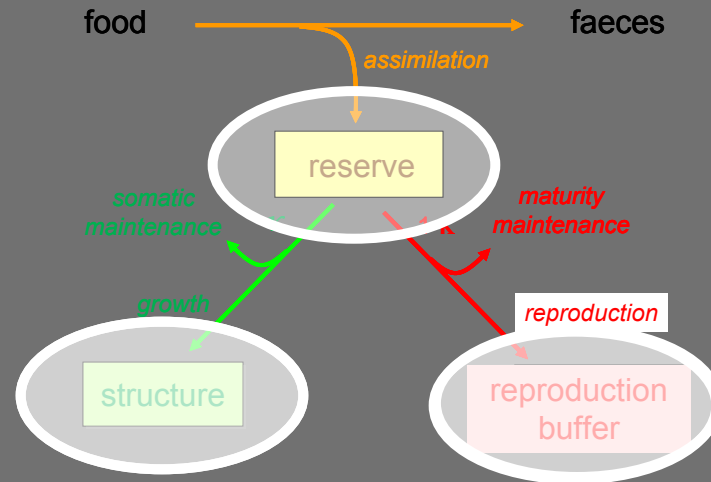 food
faeces
assimilation
reserve
somatic
maintenance
maturity
maintenance
growth
reproduction
structure
reproduction
buffer